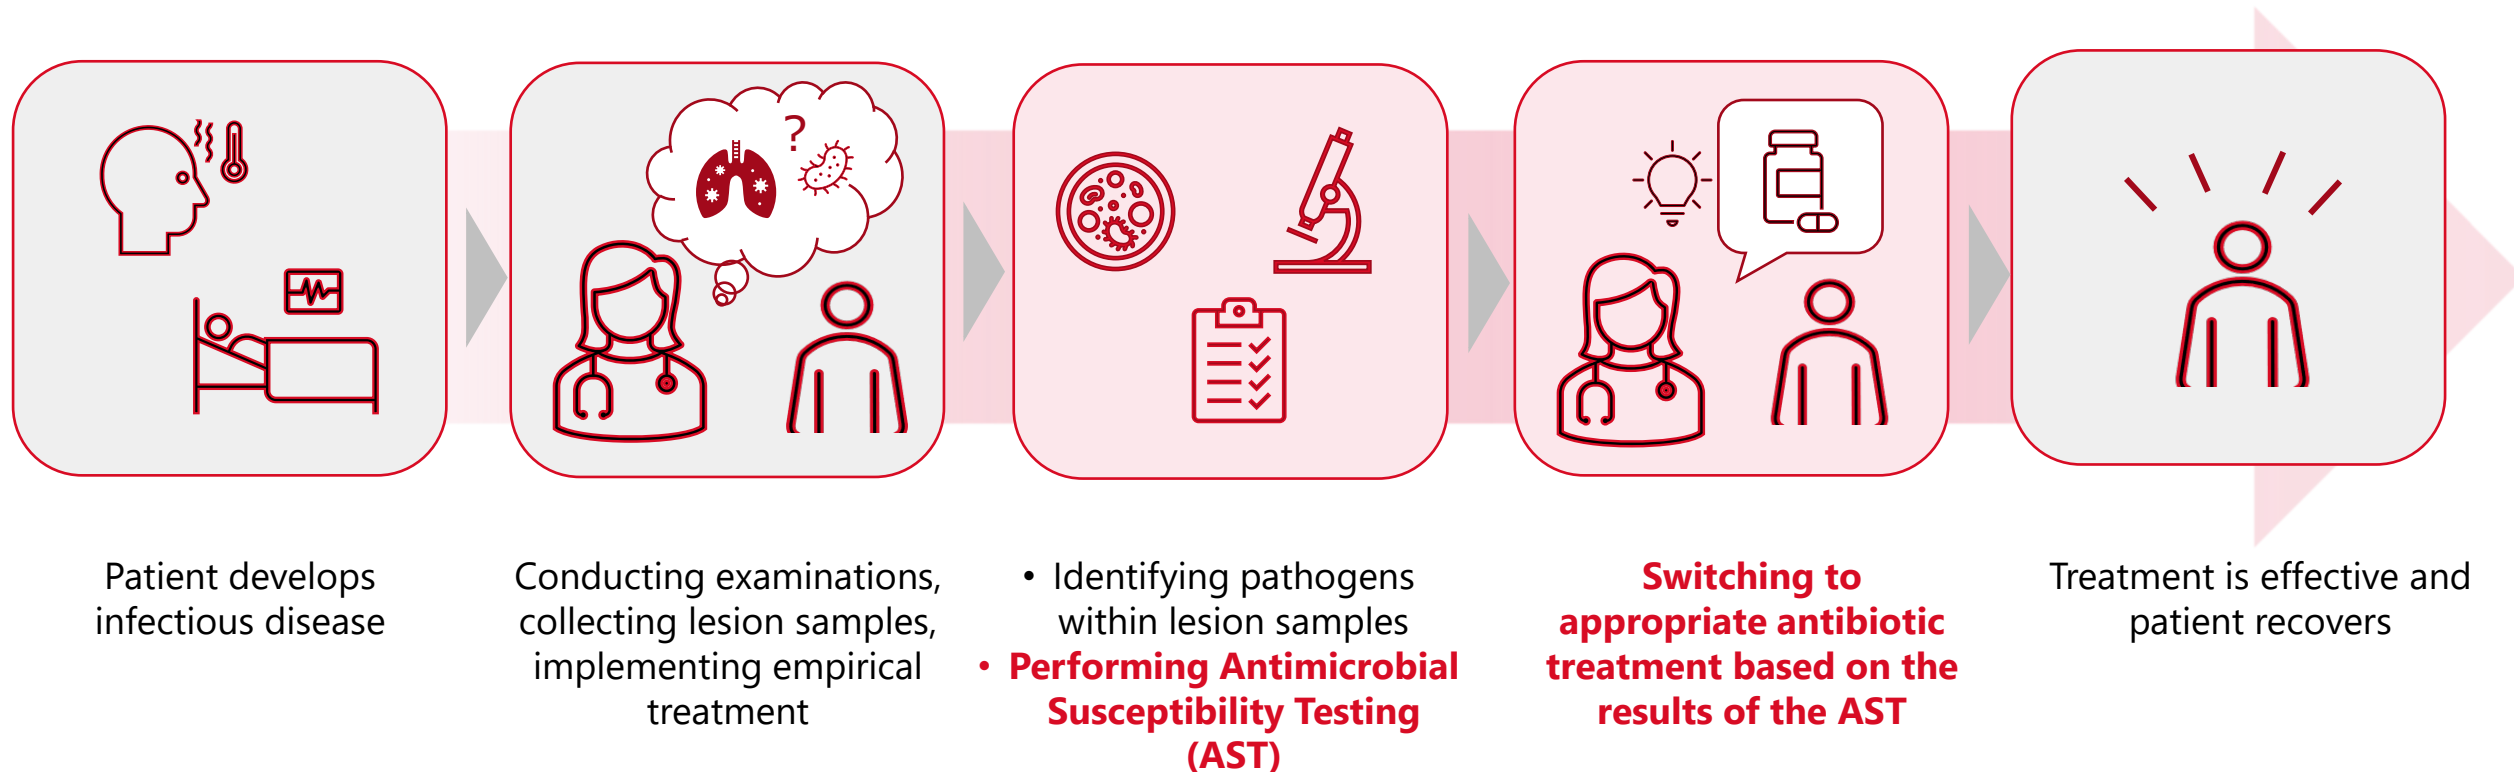 ?
Patient develops
infectious disease
Conducting examinations,
collecting lesion samples,
implementing empirical
treatment
• Identifying pathogens
within lesion samples
• Performing Antimicrobial
Susceptibility Testing
(AST)
Switching to
appropriate antibiotic
treatment based on the
results of the AST
Treatment is effective and
patient recovers